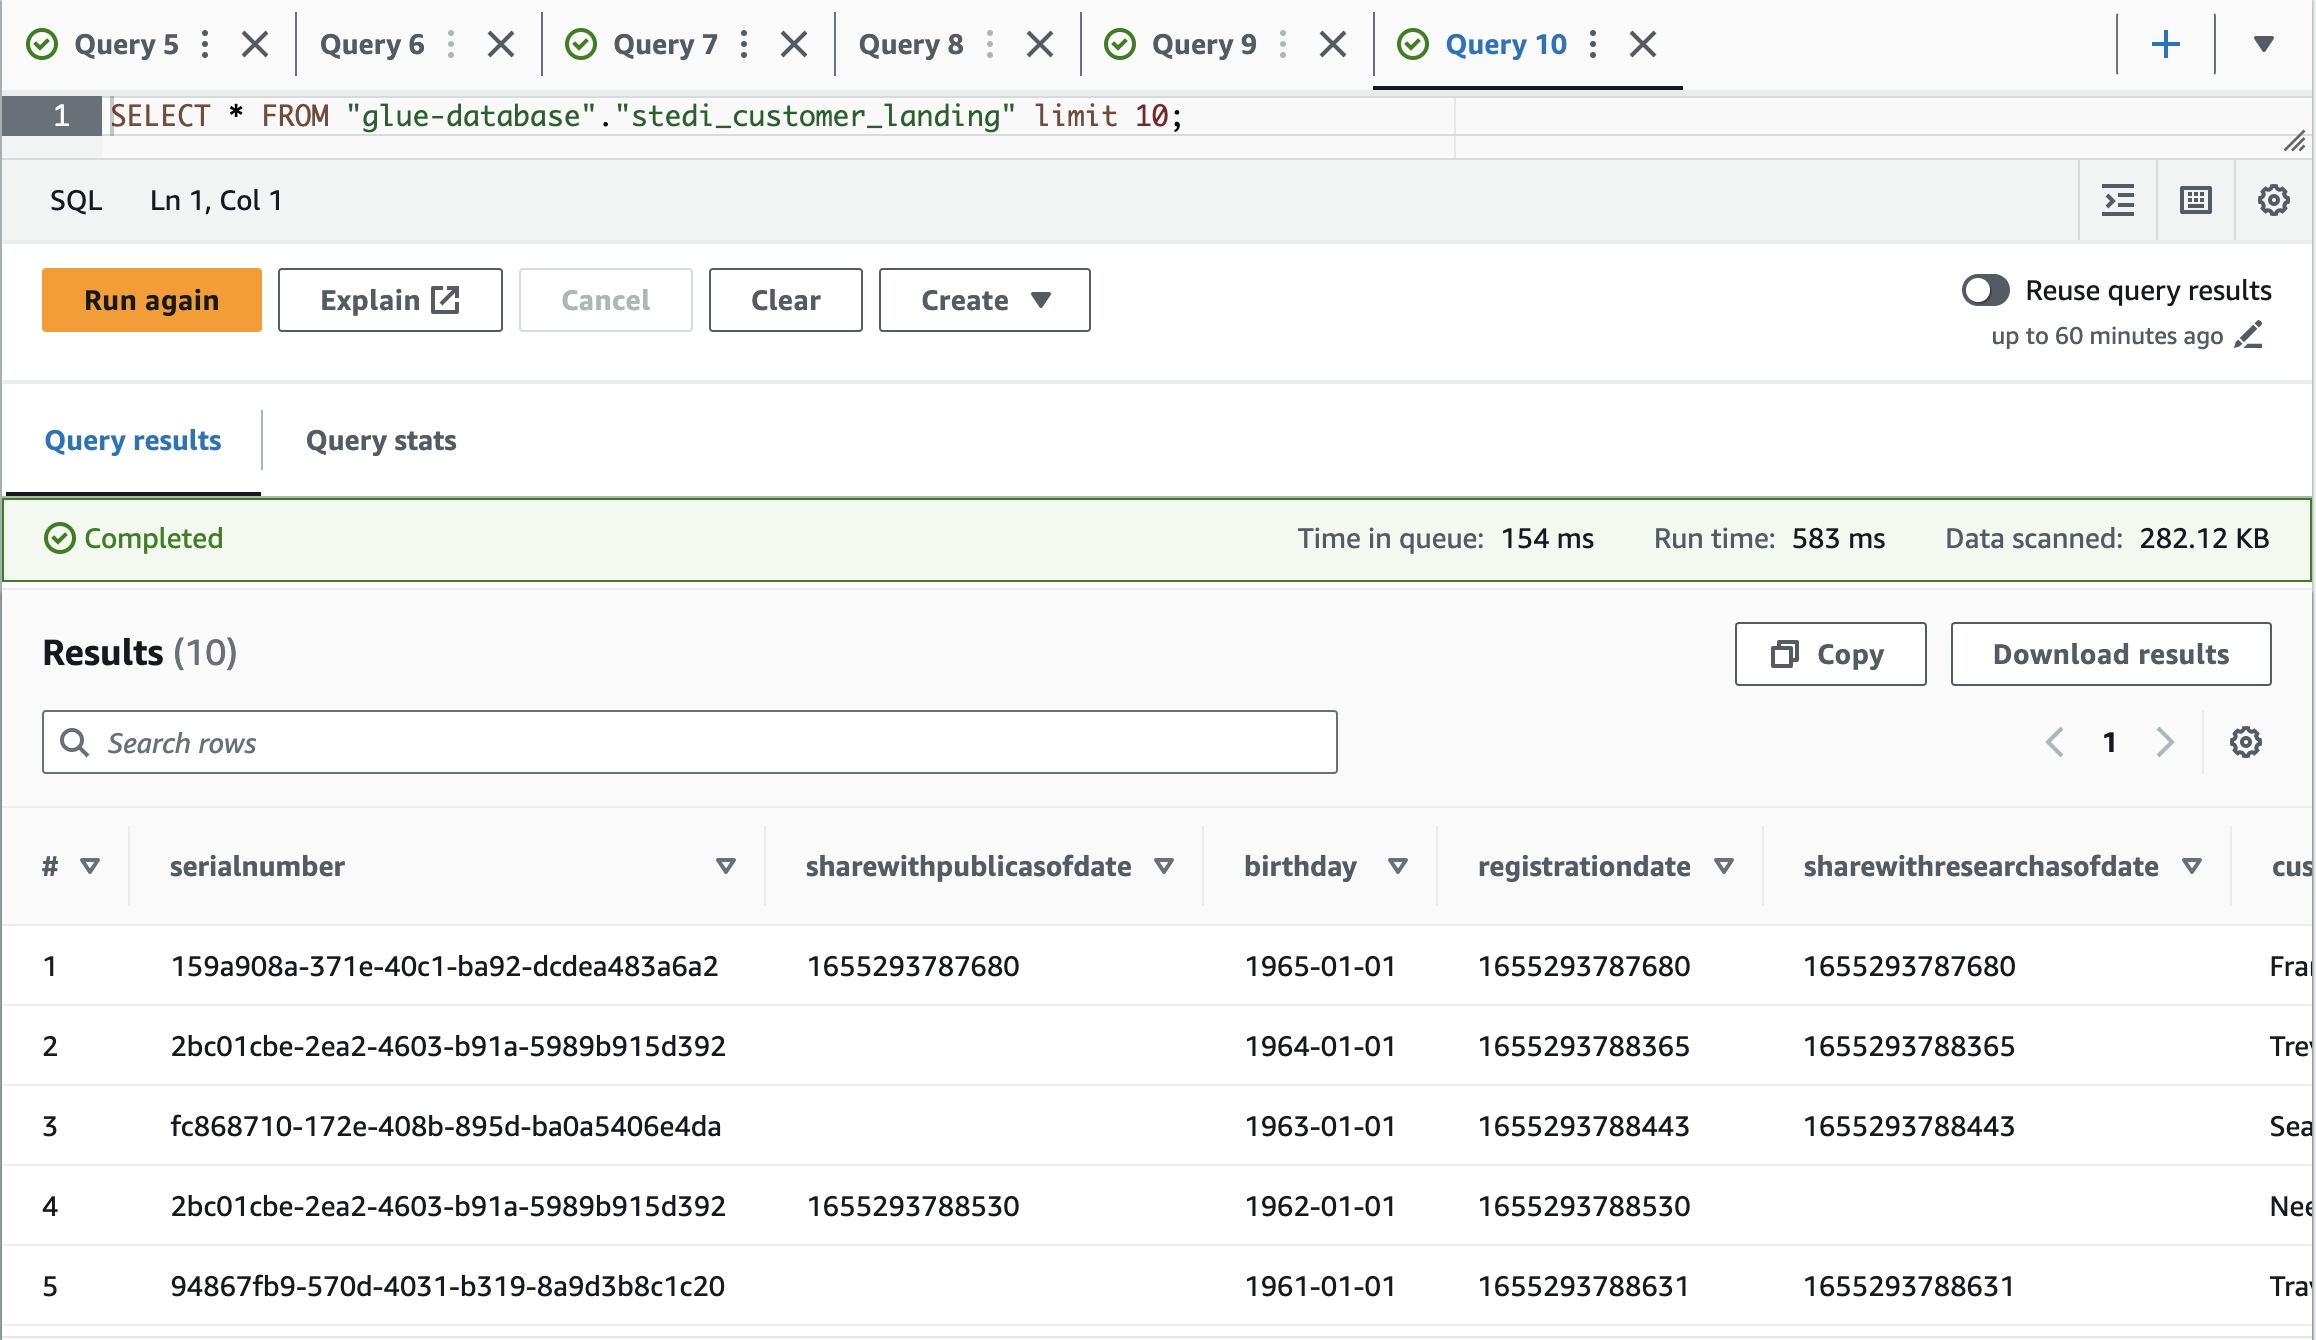 Query 5 Query 6 Query 7 Query 8 Query 9 Query 10
1 SELECT * FROM "glue-database"."stedi_customer_landing" limit 10;
SQL Ln 1, Col 1
Run again Explain Cancel Clear Create Reuse query results
up to 60 minutes ago
Query results Query stats
Completed Time in queue: 154 ms Run time: 583 ms Data scanned: 282.12 KB
Results (10) Copy Download results
Search rows 1
# serialnumber sharewithpublicasofdate birthday registrationdate sharewithresearchasofdate cus
1 159a908a-371e-40c1-ba92-dcdea483a6a2 1655293787680 1965-01-01 1655293787680 1655293787680 Fra
2 2bc01cbe-2ea2-4603-b91a-5989b915d392 1964-01-01 1655293788365 1655293788365 Tre
3 fc868710-172e-408b-895d-ba0a5406e4da 1963-01-01 1655293788443 1655293788443 Sea
4 2bc01cbe-2ea2-4603-b91a-5989b915d392 1655293788530 1962-01-01 1655293788530 Nee
5 94867fb9-570d-4031-b319-8a9d3b8c1c20 1961-01-01 1655293788631 1655293788631 Tra